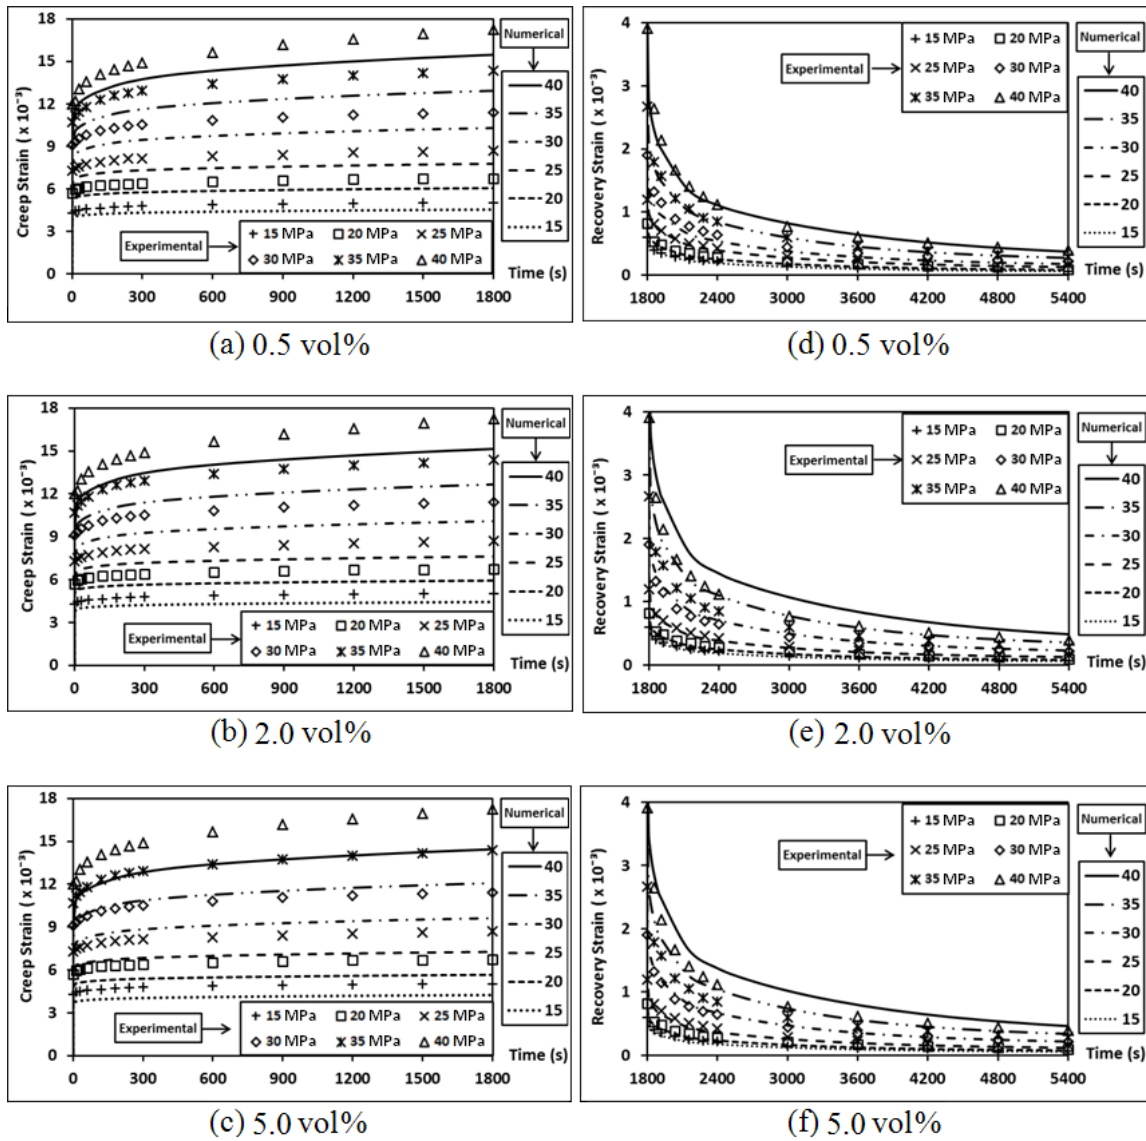 Creep Strain ( x 10⁻³)
18
15
12
9
6
3
0
0 300 600 900 1200 1500 1800
Time (s)
Experimental
+ 15 MPa □ 20 MPa × 25 MPa
◇ 30 MPa ж 35 MPa △ 40 MPa
Numerical
40
35
30
25
20
15
(a) 0.5 vol%
Recovery Strain ( x 10⁻³)
4
3
2
1
0
1800 2400 3000 3600 4200 4800 5400
Time (s)
Experimental
+ 15 MPa □ 20 MPa
× 25 MPa ◇ 30 MPa
ж 35 MPa △ 40 MPa
Numerical
40
35
30
25
20
15
(d) 0.5 vol%
Creep Strain ( x 10⁻³)
18
15
12
9
6
3
0
0 300 600 900 1200 1500 1800
Time (s)
Experimental
+ 15 MPa □ 20 MPa × 25 MPa
◇ 30 MPa ж 35 MPa △ 40 MPa
Numerical
40
35
30
25
20
15
(b) 2.0 vol%
Recovery Strain ( x 10⁻³)
4
3
2
1
0
1800 2400 3000 3600 4200 4800 5400
Time (s)
Experimental
+ 15 MPa □ 20 MPa
× 25 MPa ◇ 30 MPa
ж 35 MPa △ 40 MPa
Numerical
40
35
30
25
20
15
(e) 2.0 vol%
Creep Strain ( x 10⁻³)
18
15
12
9
6
3
0
0 300 600 900 1200 1500 1800
Time (s)
Experimental
+ 15 MPa □ 20 MPa × 25 MPa
◇ 30 MPa ж 35 MPa △ 40 MPa
Numerical
40
35
30
25
20
15
(c) 5.0 vol%
Recovery Strain ( x 10⁻³)
4
3
2
1
0
1800 2400 3000 3600 4200 4800 5400
Time (s)
Experimental
+ 15 MPa □ 20 MPa
× 25 MPa ◇ 30 MPa
ж 35 MPa △ 40 MPa
Numerical
40
35
30
25
20
15
(f) 5.0 vol%